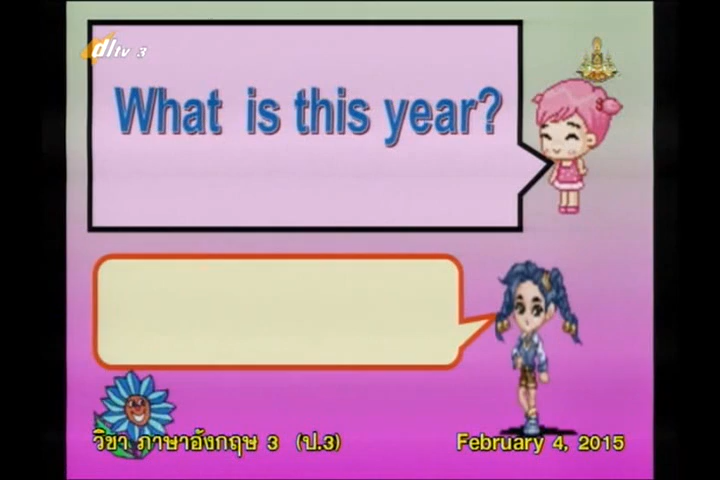 dltv 3
What is this year?
วิชา ภาษาอังกฤษ 3 (ป.3)
February 4, 2015